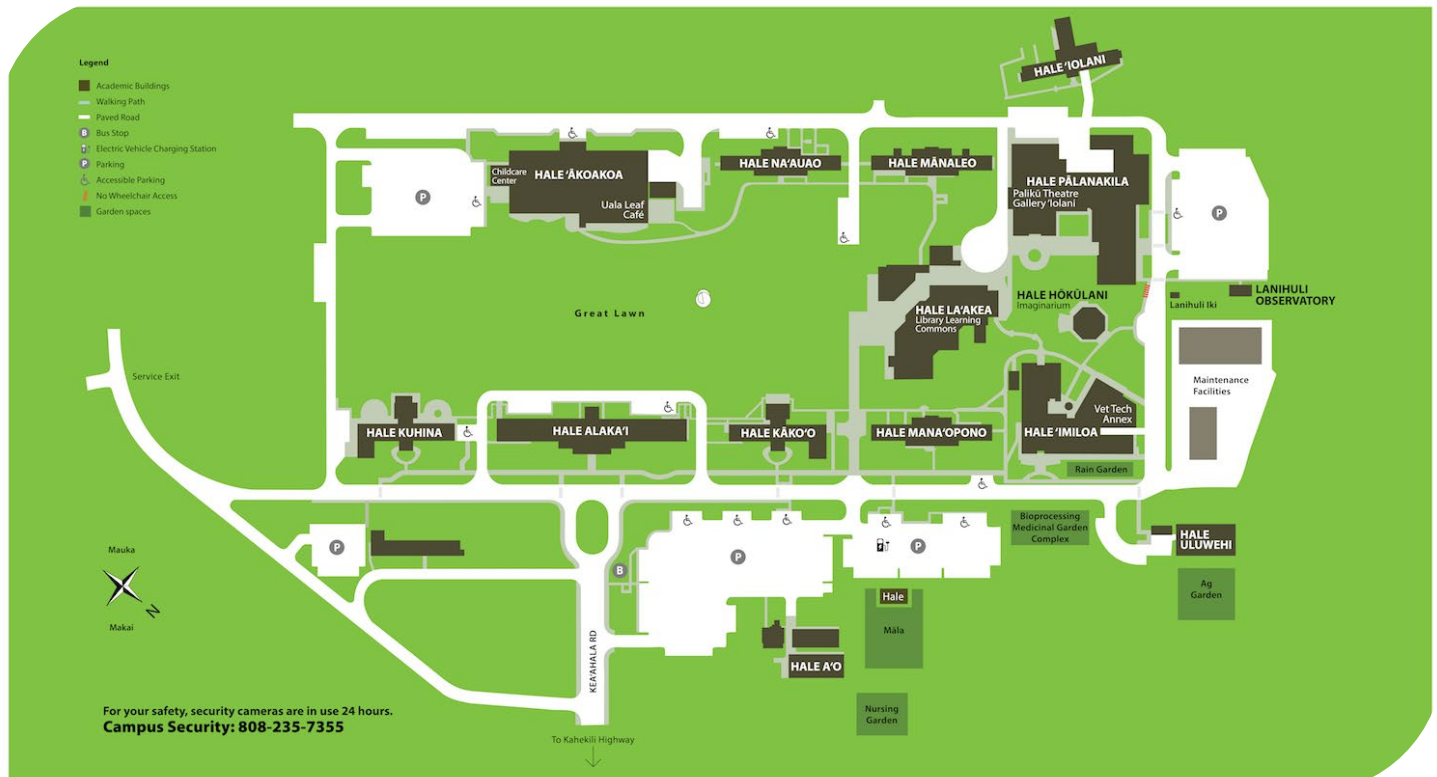 Legend
Academic Buildings
Walking Path
Paved Road
B Bus Stop
Electric Vehicle Charging Station
P Parking
Accessible Parking
No Wheelchair Access
Garden spaces
HALE ʻIOLANI
Childcare
Center
HALE ʻĀKOAKOA
Uala Leaf
Café
HALE NAʻAUAO
HALE MĀNALEO
HALE PĀLANAKILA
Palikū Theatre
Gallery ʻIolani
P
P
Great Lawn
HALE LAʻAKEA
Library Learning
Commons
HALE HŌKŪLANI
Imaginarium
Lanihuli Iki
LANIHULI
OBSERVATORY
Service Exit
Maintenance
Facilities
HALE KUHINA
HALE ALAKAʻI
HALE KĀKOʻO
HALE MANAʻOPONO
HALE ʻIMILOA
Vet Tech
Annex
Rain Garden
Bioprocessing
Medicinal Garden
Complex
HALE
ULUWEHI
P
B
P
P
Mauka
N
Makai
Hale
Māla
Ag
Garden
HALE AʻO
KEAʻAHALA RD
Nursing
Garden
For your safety, security cameras are in use 24 hours.
Campus Security: 808-235-7355
To Kahekili Highway